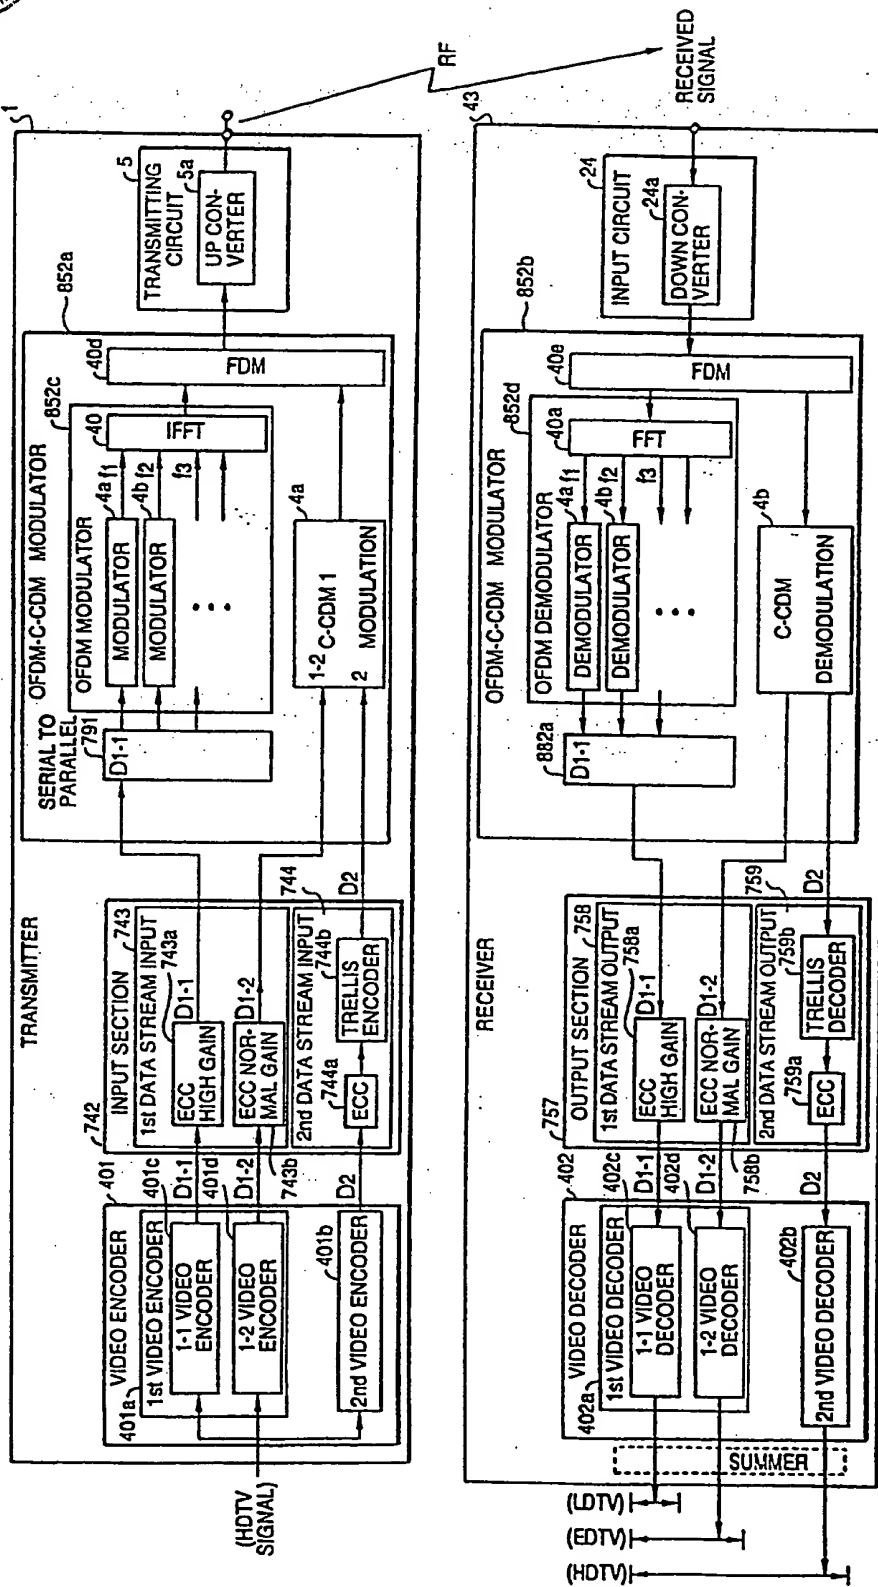 TRANSMITTER
1
(HDTV
SIGNAL)
VIDEO ENCODER
401
401a
1st VIDEO ENCODER
401c
1-1 VIDEO
ENCODER
401d
1-2 VIDEO
ENCODER
401b
2nd VIDEO ENCODER
D1-1
D1-2
D2
742
INPUT SECTION
743
1st DATA STREAM INPUT
743a
ECC
HIGH GAIN
D1-1
ECC NOR-
MAL GAIN
D1-2
743b
744
2nd DATA STREAM INPUT
744a
ECC
744b
TRELLIS
ENCODER
D2
SERIAL TO
PARALLEL
791
D1-1
OFDM-C-CDM MODULATOR
852a
OFDM MODULATOR
852c
4a
MODULATOR
f1
4b
MODULATOR
f2
f3
40
IFFT
40d
FDM
4a
1-2
C-CDM 1
2
MODULATION
TRANSMITTING
CIRCUIT
5
5a
UP CON-
VERTER
RF
RECEIVED
SIGNAL
RECEIVER
43
INPUT CIRCUIT
24
24a
DOWN CON-
VERTER
OFDM-C-CDM MODULATOR
852b
40e
FDM
OFDM DEMODULATOR
852d
40a
FFT
4a
DEMODULATOR
f1
4b
DEMODULATOR
f2
f3
4b
C-CDM
DEMODULATION
882a
D1-1
757
OUTPUT SECTION
758
1st DATA STREAM OUTPUT
758a
ECC
HIGH GAIN
D1-1
ECC NOR-
MAL GAIN
D1-2
758b
759
2nd DATA STREAM OUTPUT
759a
ECC
759b
TRELLIS
DECODER
D2
D1-1
D1-2
D2
VIDEO DECODER
402
402a
1st VIDEO DECODER
402c
1-1 VIDEO
DECODER
402d
1-2 VIDEO
DECODER
402b
2nd VIDEO DECODER
SUMMER
(LDTV)
(EDTV)
(HDTV)